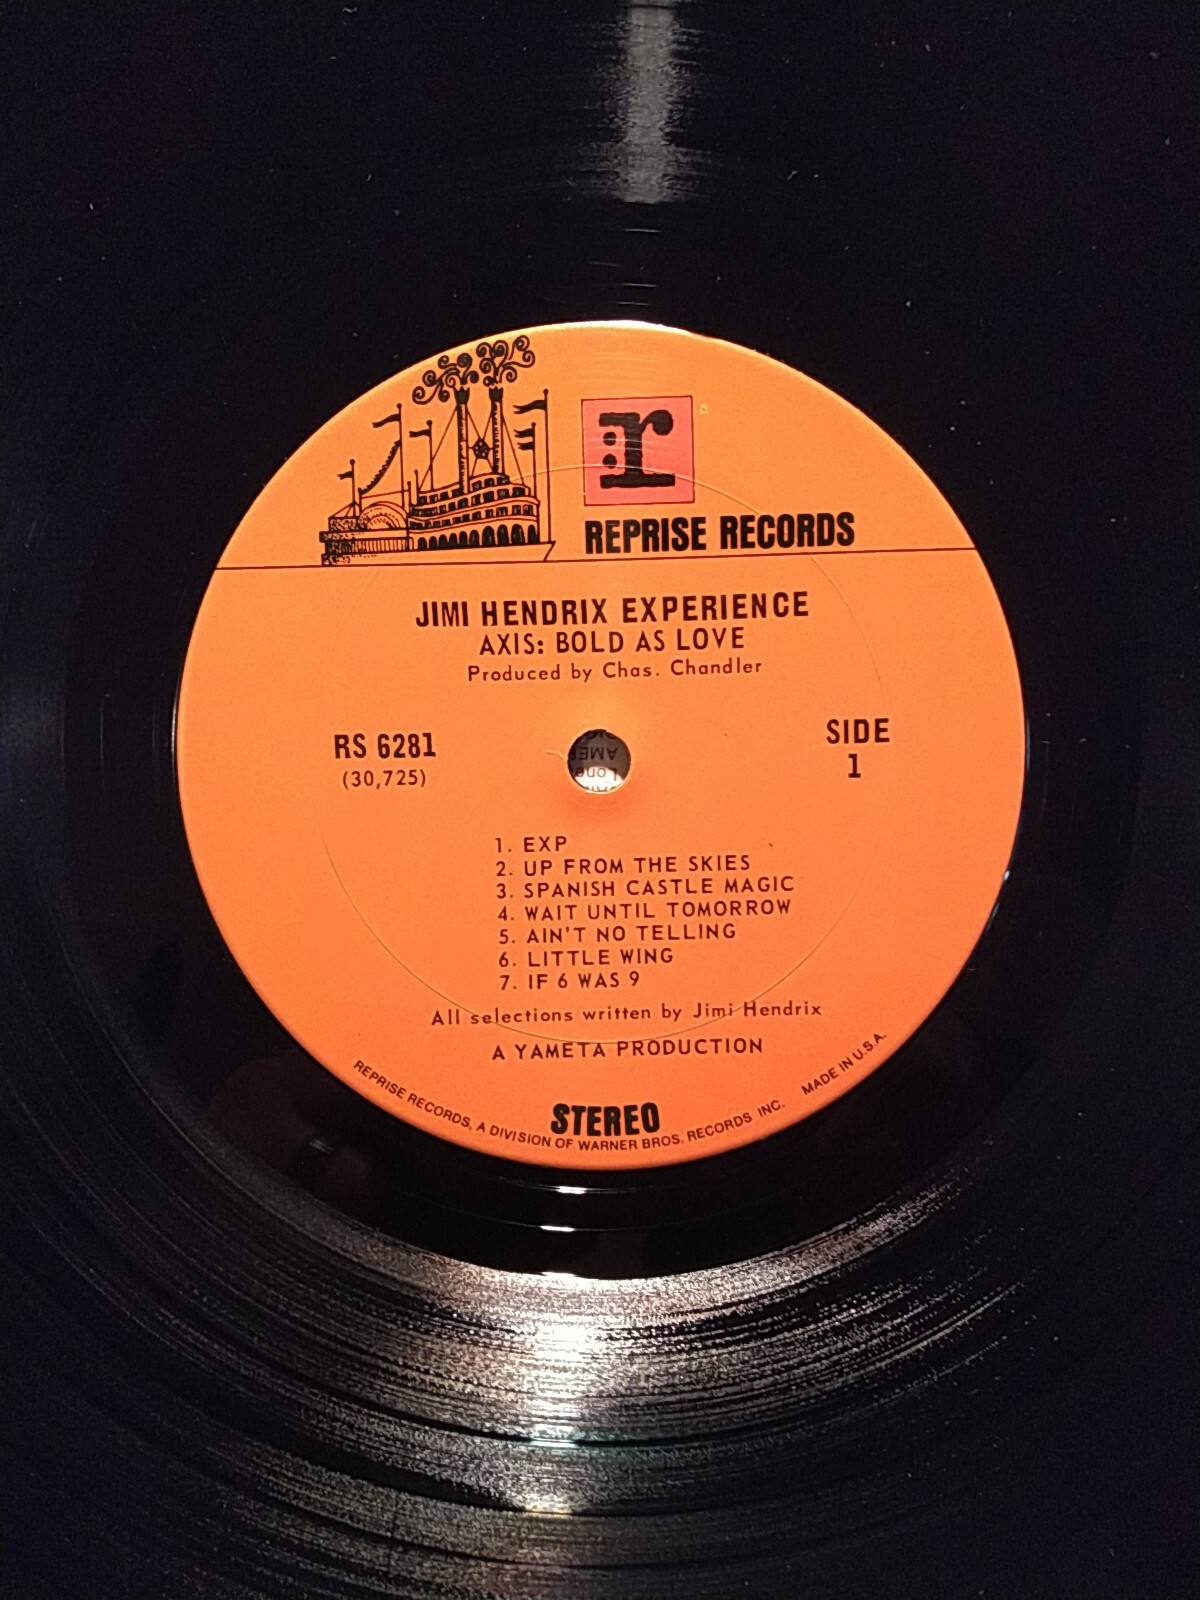 :r
REPRISE RECORDS
JIMI HENDRIX EXPERIENCE
AXIS: BOLD AS LOVE
Produced by Chas. Chandler
RS 6281
(30,725)
SIDE
1
1. EXP
2. UP FROM THE SKIES
3. SPANISH CASTLE MAGIC
4. WAIT UNTIL TOMORROW
5. AIN'T NO TELLING
6. LITTLE WING
7. IF 6 WAS 9
All selections written by Jimi Hendrix
A YAMETA PRODUCTION
STEREO
REPRISE RECORDS, A DIVISION OF WARNER BROS. RECORDS INC. MADE IN U.S.A.